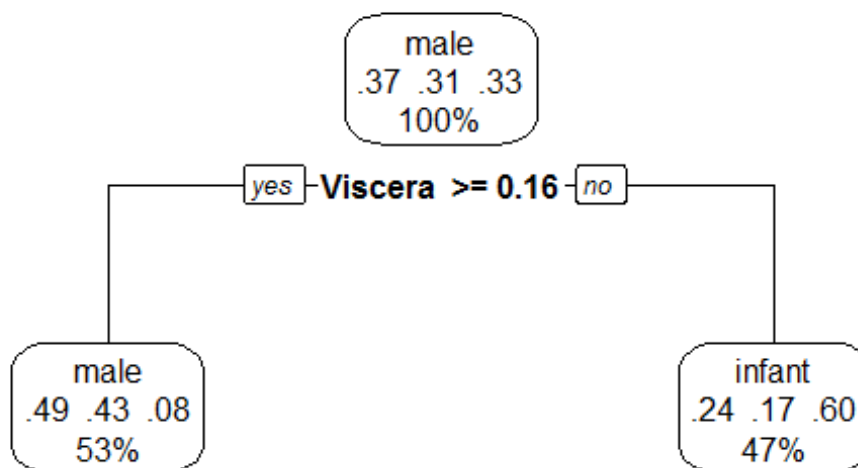 male
.37 .31 .33
100%
yes Viscera >= 0.16 no
male
.49 .43 .08
53%
infant
.24 .17 .60
47%